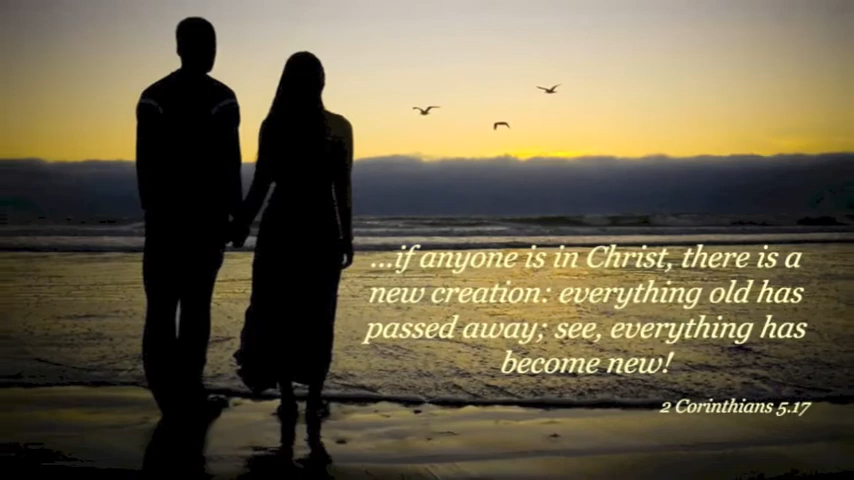 ...if anyone is in Christ, there is a
new creation: everything old has
passed away; see, everything has
become new!
2 Corinthians 5.17